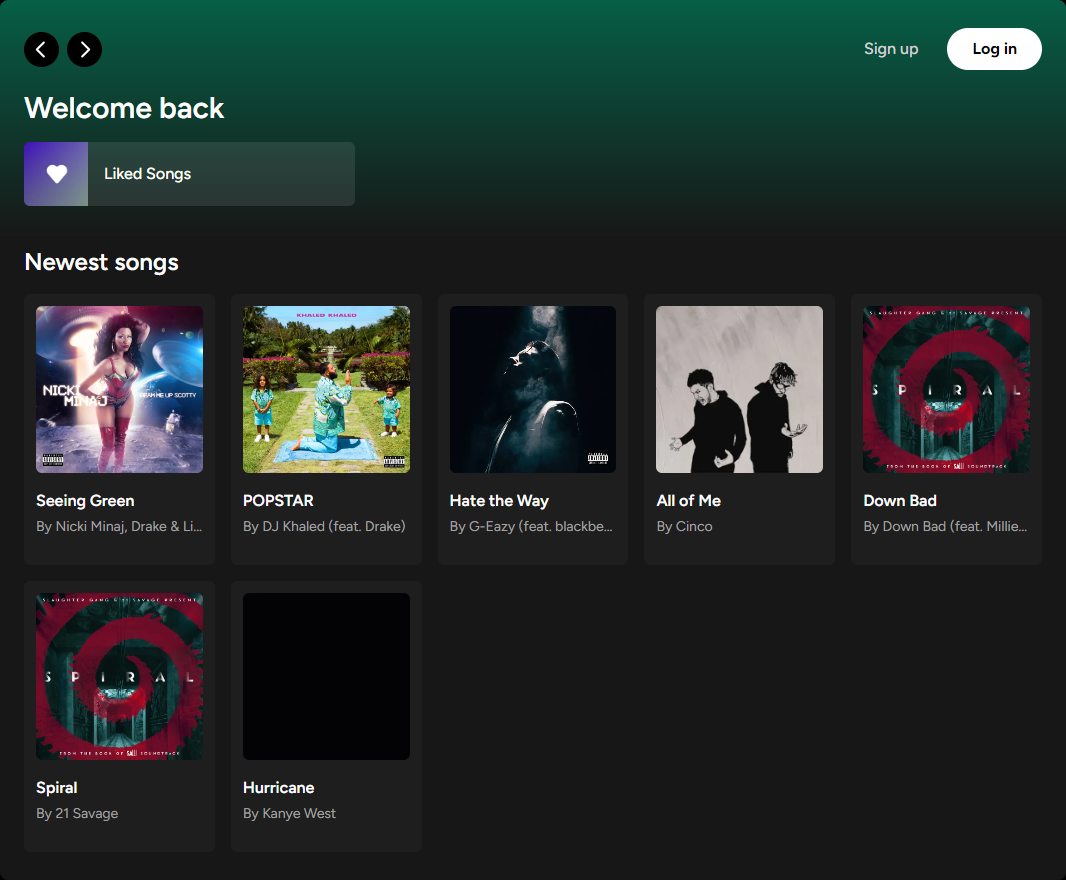 Sign up
Log in
Welcome back
Liked Songs
Newest songs
NICKI
MINAJ
BEAM ME UP SCOTTY
KHALED KHALED
SLAUGHTER GANG & 21 SAVAGE PRESENT
SPIRAL
FROM THE BOOK OF SAW SOUNDTRACK
Seeing Green
By Nicki Minaj, Drake & Li...
POPSTAR
By DJ Khaled (feat. Drake)
Hate the Way
By G-Eazy (feat. blackbe...
All of Me
By Cinco
Down Bad
By Down Bad (feat. Millie...
SLAUGHTER GANG & 21 SAVAGE PRESENT
SPIRAL
FROM THE BOOK OF SAW SOUNDTRACK
Spiral
By 21 Savage
Hurricane
By Kanye West